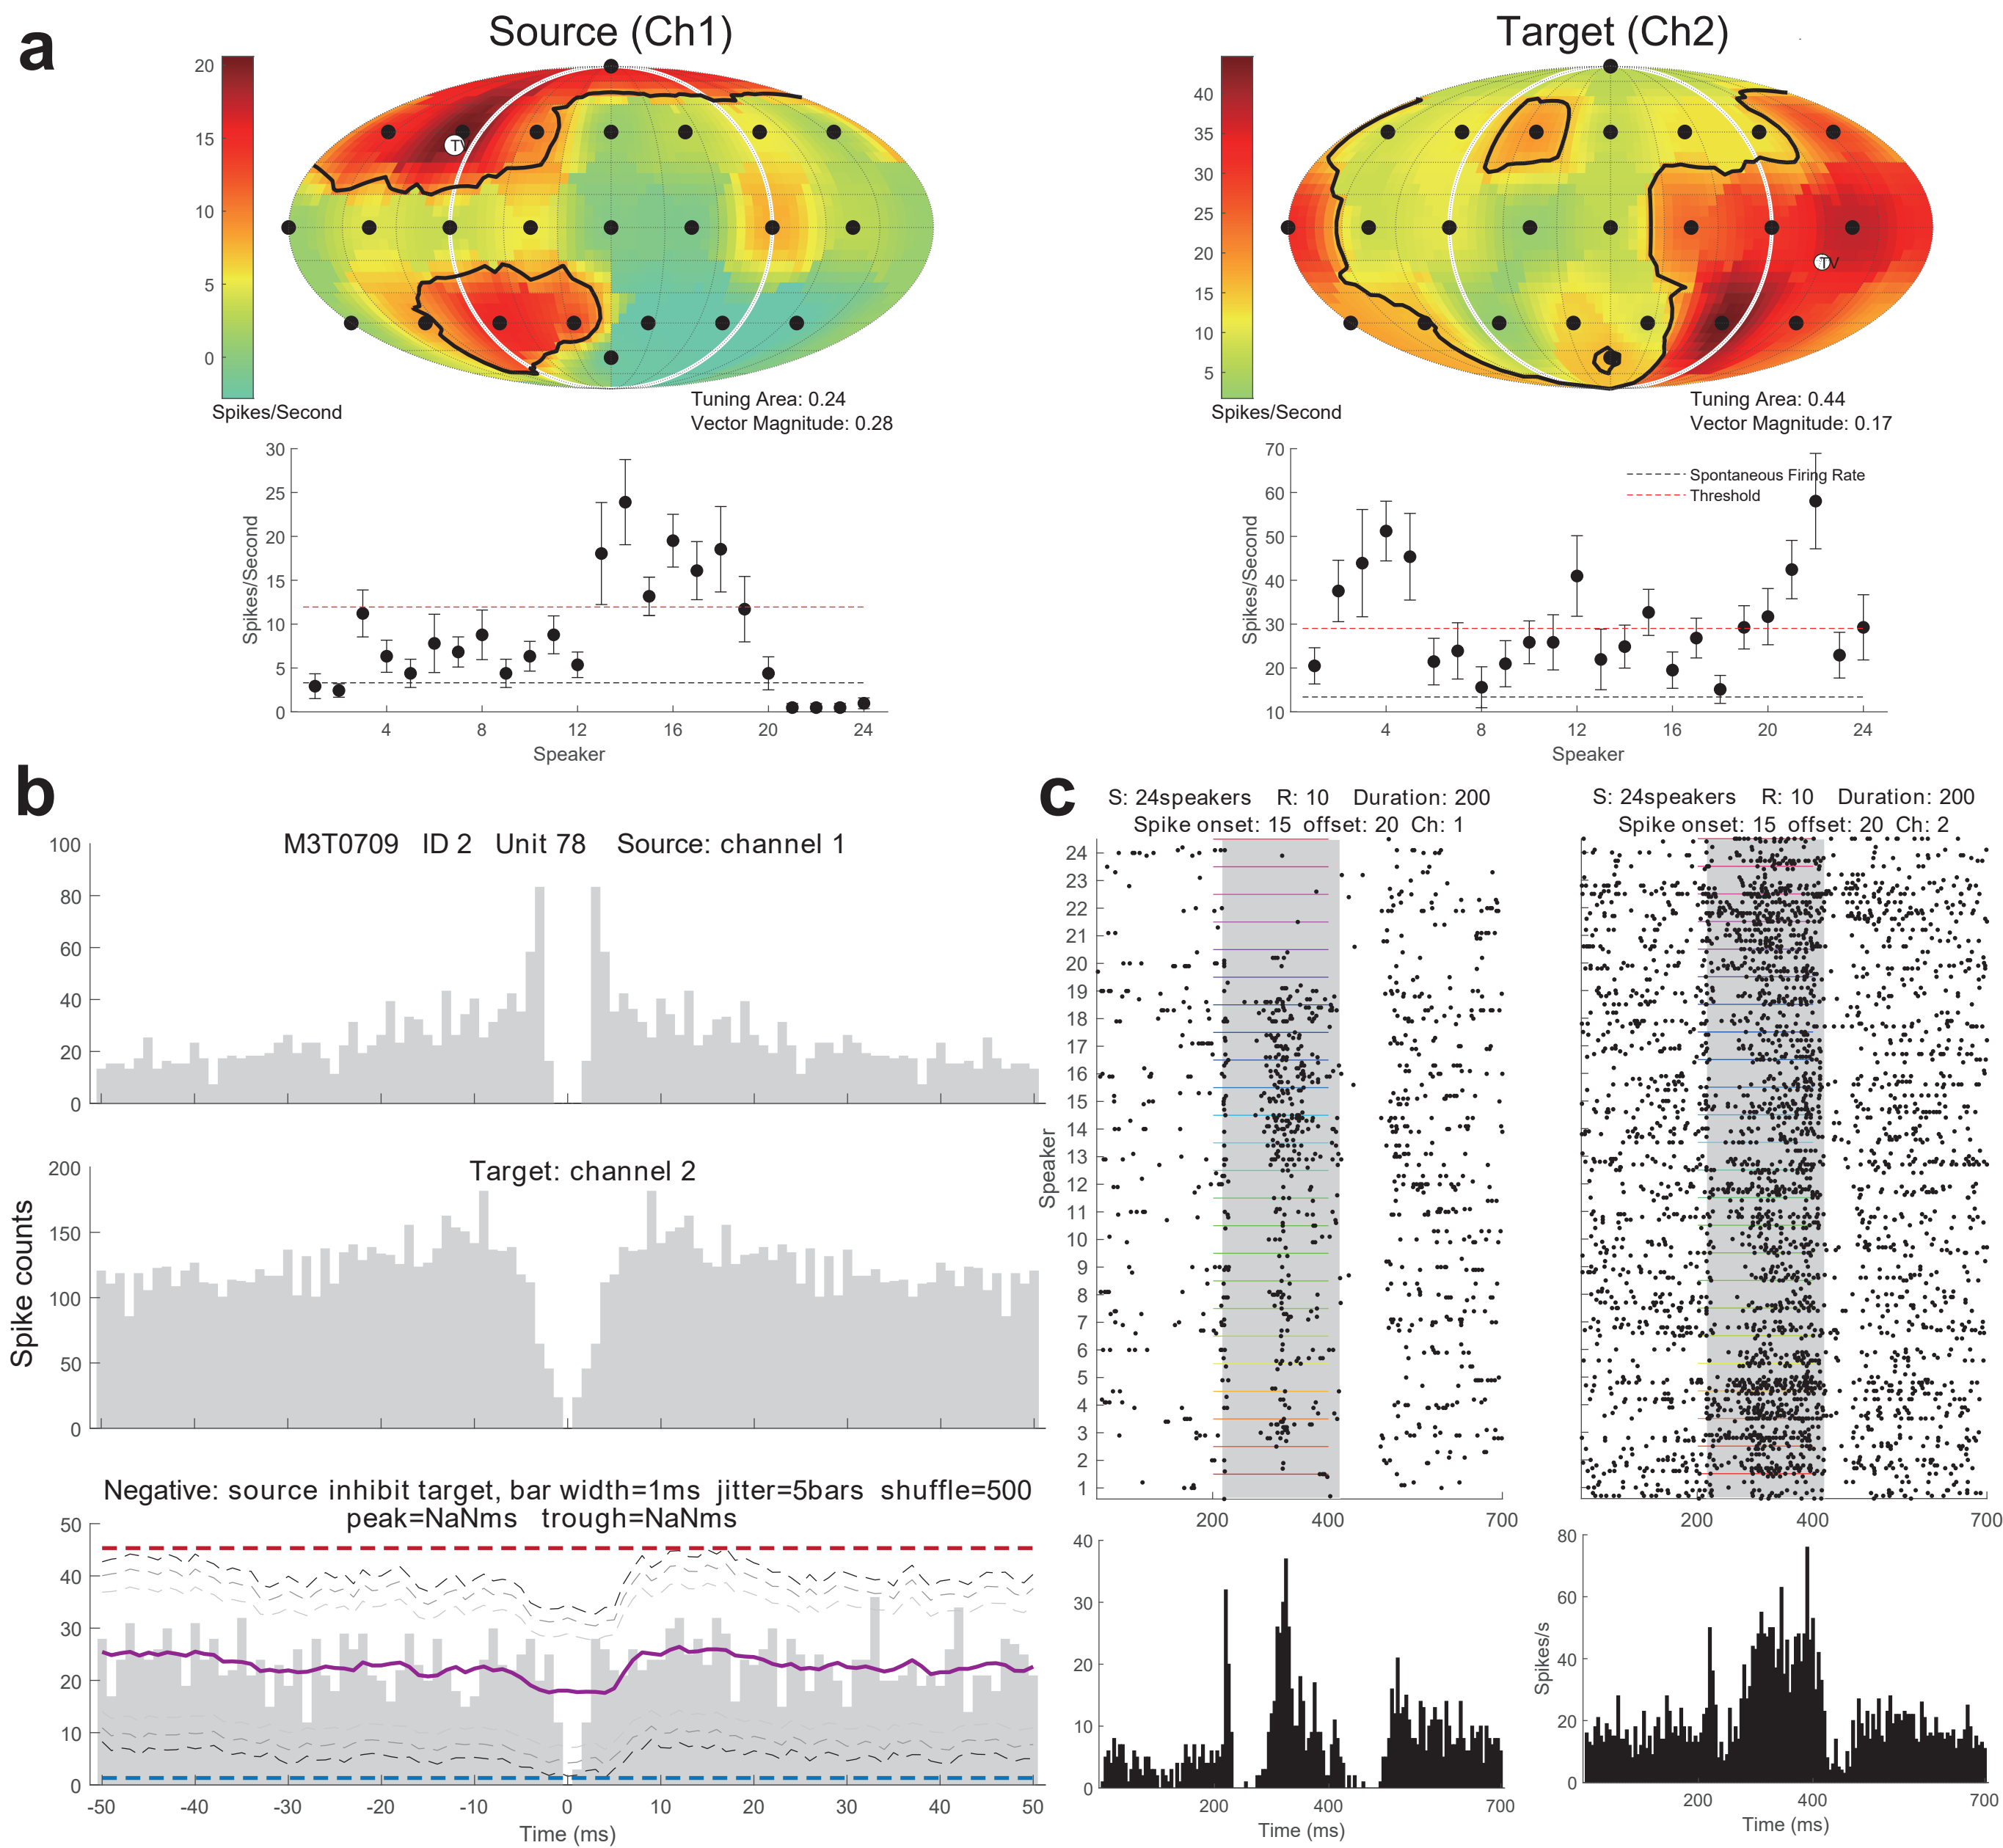 a
Source (Ch1)
Target (Ch2)
20
15
10
5
0
Spikes/Second
TV
Tuning Area: 0.24
Vector Magnitude: 0.28
40
35
30
25
20
15
10
5
Spikes/Second
TV
Tuning Area: 0.44
Vector Magnitude: 0.17
30
25
20
15
10
5
0
Spikes/Second
4 8 12 16 20 24
Speaker
70
60
50
40
30
20
10
Spikes/Second
Spontaneous Firing Rate
Threshold
4 8 12 16 20 24
Speaker
b
M3T0709 ID 2 Unit 78 Source: channel 1
100
80
60
40
20
0
Target: channel 2
200
150
100
50
0
Spike counts
Negative: source inhibit target, bar width=1ms jitter=5bars shuffle=500
peak=NaNms trough=NaNms
50
40
30
20
10
0
-50 -40 -30 -20 -10 0 10 20 30 40 50
Time (ms)
c
S: 24speakers R: 10 Duration: 200
Spike onset: 15 offset: 20 Ch: 1
24
23
22
21
20
19
18
17
16
15
14
13
12
11
10
9
8
7
6
5
4
3
2
1
Speaker
200 400 700
S: 24speakers R: 10 Duration: 200
Spike onset: 15 offset: 20 Ch: 2
200 400 700
40
30
20
10
0
200 400 700
Time (ms)
80
60
40
20
0
Spikes/s
200 400 700
Time (ms)